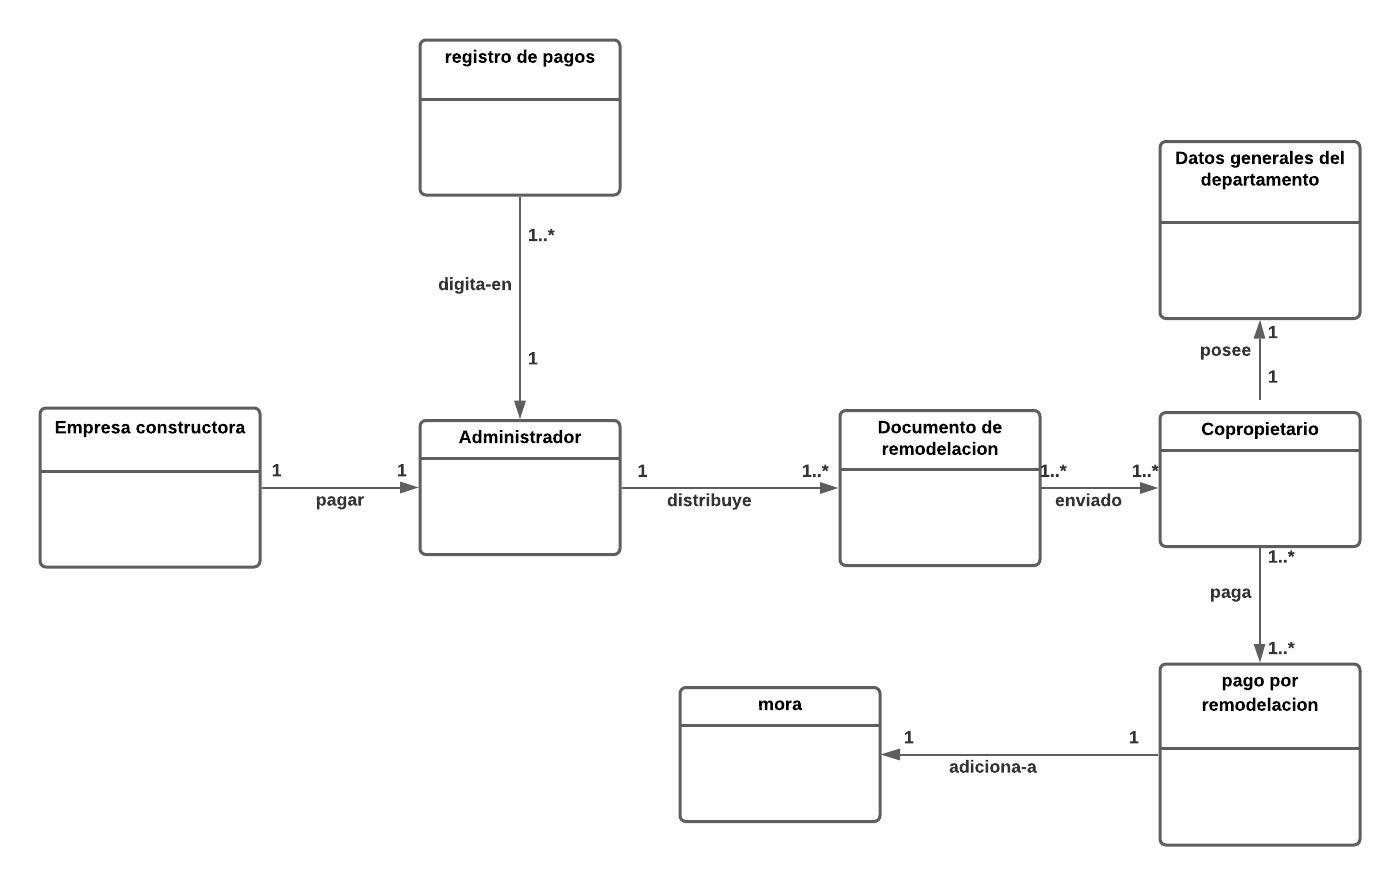 registro de pagos
1..*
digita-en
1
Datos generales del
departamento
1
posee
1
Empresa constructora
1
1
pagar
Administrador
1
1..*
distribuye
Documento de
remodelacion
1..*
1..*
enviado
Copropietario
1..*
paga
1..*
pago por
remodelacion
1
1
adiciona-a
mora